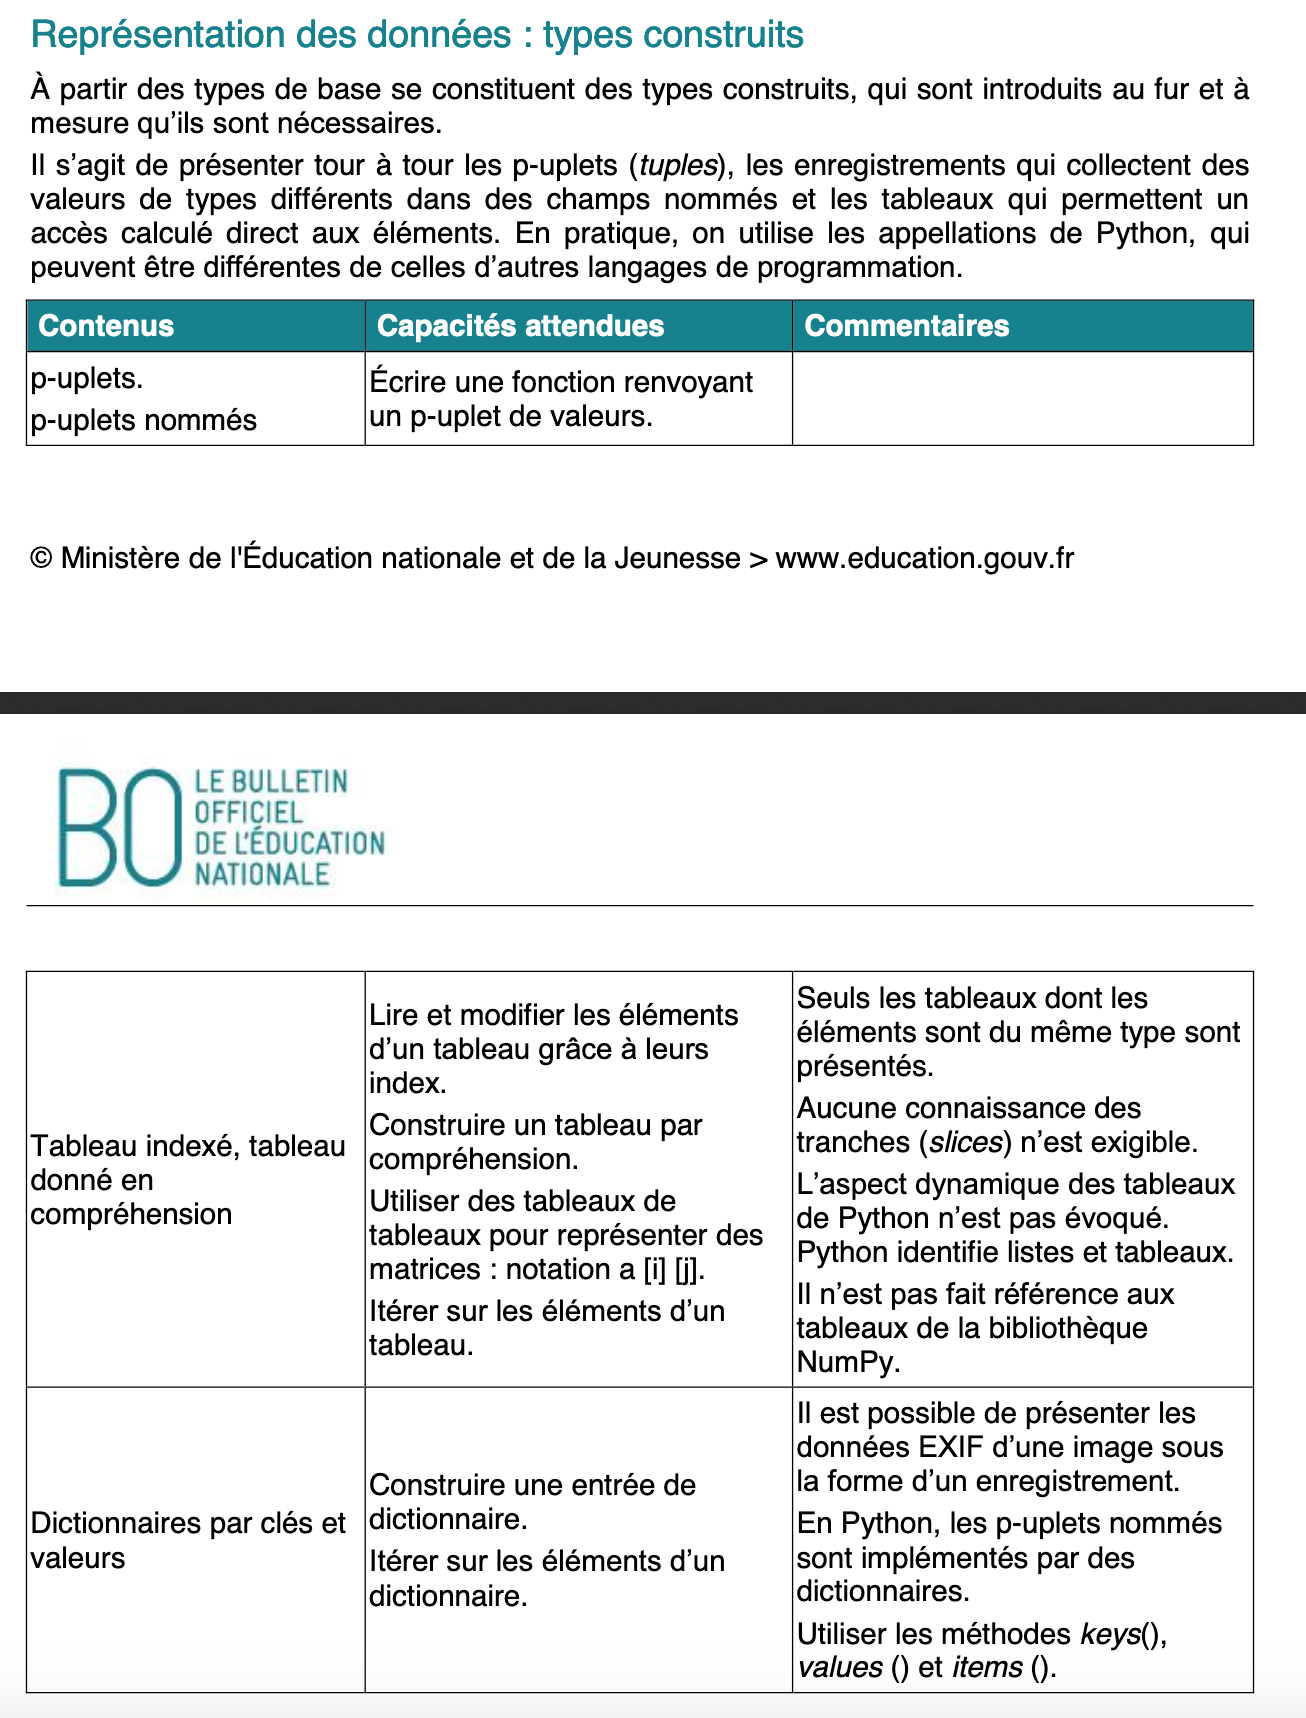 Représentation des données : types construits
À partir des types de base se constituent des types construits, qui sont introduits au fur et à
mesure qu’ils sont nécessaires.
Il s’agit de présenter tour à tour les p-uplets (tuples), les enregistrements qui collectent des
valeurs de types différents dans des champs nommés et les tableaux qui permettent un
accès calculé direct aux éléments. En pratique, on utilise les appellations de Python, qui
peuvent être différentes de celles d’autres langages de programmation.
Contenus
Capacités attendues
Commentaires
p-uplets.
p-uplets nommés
Écrire une fonction renvoyant
un p-uplet de valeurs.
© Ministère de l'Éducation nationale et de la Jeunesse > www.education.gouv.fr
BO
LE BULLETIN
OFFICIEL
DE L’ÉDUCATION
NATIONALE
Tableau indexé, tableau
donné en
compréhension
Lire et modifier les éléments
d’un tableau grâce à leurs
index.
Construire un tableau par
compréhension.
Utiliser des tableaux de
tableaux pour représenter des
matrices : notation a [i] [j].
Itérer sur les éléments d’un
tableau.
Seuls les tableaux dont les
éléments sont du même type sont
présentés.
Aucune connaissance des
tranches (slices) n’est exigible.
L’aspect dynamique des tableaux
de Python n’est pas évoqué.
Python identifie listes et tableaux.
Il n’est pas fait référence aux
tableaux de la bibliothèque
NumPy.
Dictionnaires par clés et
valeurs
Construire une entrée de
dictionnaire.
Itérer sur les éléments d’un
dictionnaire.
Il est possible de présenter les
données EXIF d’une image sous
la forme d’un enregistrement.
En Python, les p-uplets nommés
sont implémentés par des
dictionnaires.
Utiliser les méthodes keys(),
values () et items ().